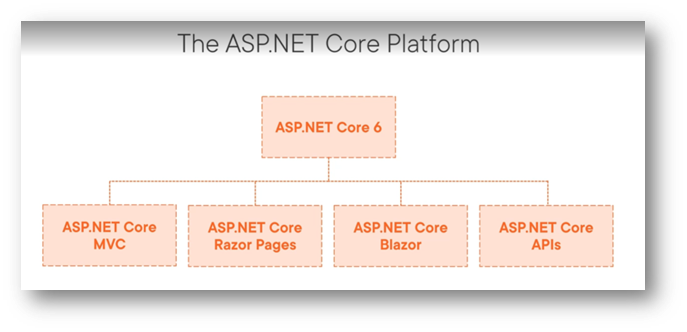 The ASP.NET Core Platform
ASP.NET Core 6
ASP.NET Core
MVC
ASP.NET Core
Razor Pages
ASP.NET Core
Blazor
ASP.NET Core
APIs